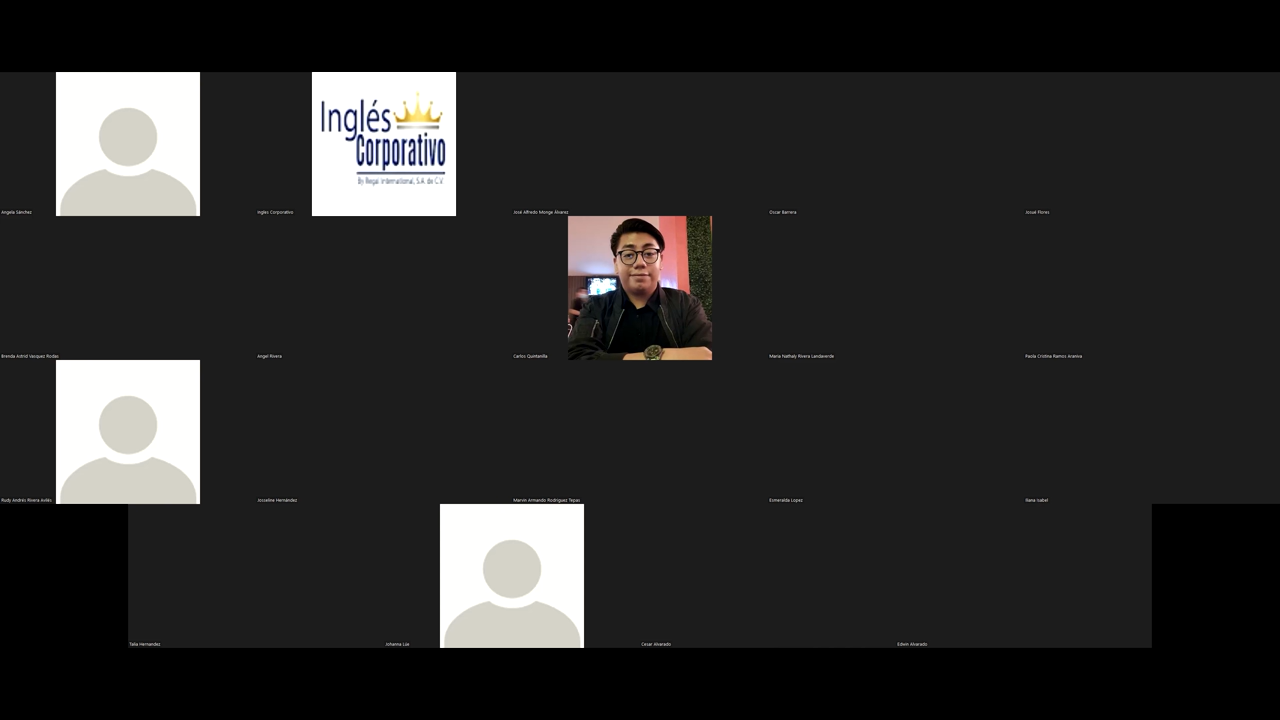 Inglés
Corporativo
By Regal International, S.A. de C.V.
Angela Sánchez
Ingles Corporativo
José Alfredo Monge Álvarez
Oscar Barrera
Josué Flores
Brenda Astrid Vasquez Rodas
Angel Rivera
Carlos Quintanilla
Maria Nathaly Rivera Landaverde
Paola Cristina Ramos Araniva
Rudy Andrés Rivera Avilés
Josseline Hernández
Marvin Armando Rodriguez Tepas
Esmeralda Lopez
Iliana Isabel
Talia Hernandez
Johanna Lúe
Cesar Alvarado
Edwin Alvarado